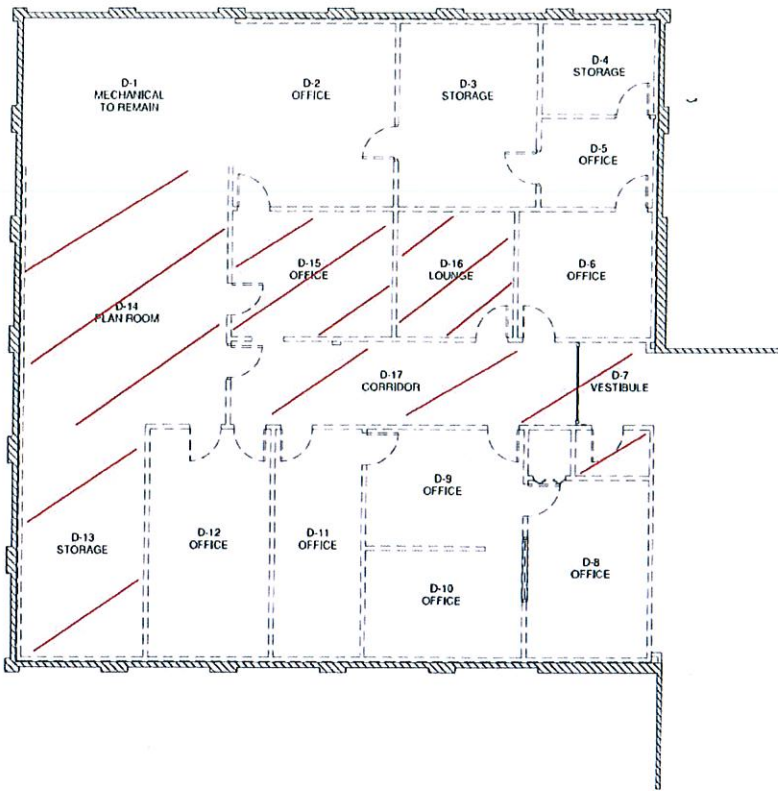 D-1
MECHANICAL
TO REMAIN
D-2
OFFICE
D-3
STORAGE
D-4
STORAGE
D-5
OFFICE
D-15
OFFICE
D-16
LOUNGE
D-6
OFFICE
D-14
PLAN ROOM
D-17
CORRIDOR
D-7
VESTIBULE
D-9
OFFICE
D-13
STORAGE
D-12
OFFICE
D-11
OFFICE
D-10
OFFICE
D-8
OFFICE